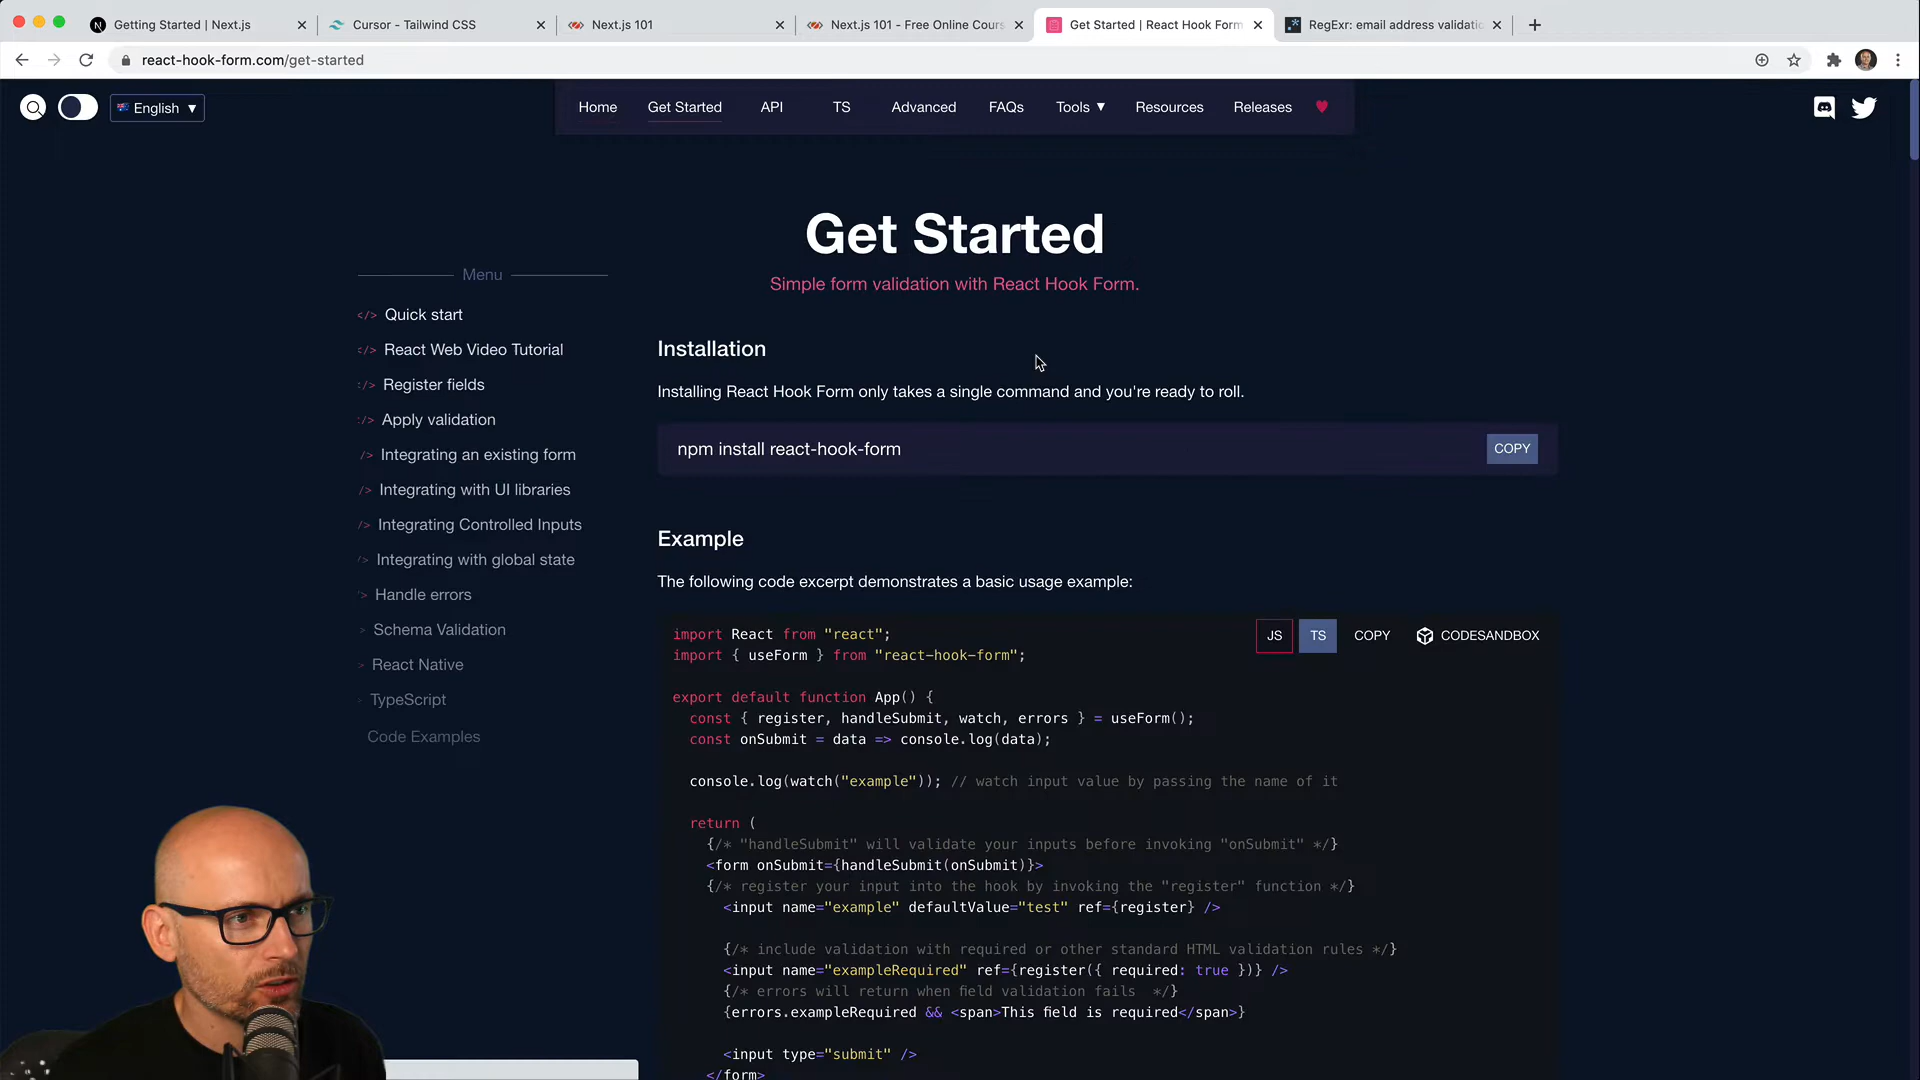 Getting Started | Next.js
Cursor - Tailwind CSS
Next.js 101
Next.js 101 - Free Online Cours
Get Started | React Hook Form
RegExr: email address validatio
react-hook-form.com/get-started
English ▼
Home
Get Started
API
TS
Advanced
FAQs
Tools ▼
Resources
Releases
Get Started
Simple form validation with React Hook Form.
Menu
</> Quick start
</> React Web Video Tutorial
:/> Register fields
:/> Apply validation
/> Integrating an existing form
/> Integrating with UI libraries
/> Integrating Controlled Inputs
/> Integrating with global state
> Handle errors
> Schema Validation
> React Native
> TypeScript
Code Examples
Installation
Installing React Hook Form only takes a single command and you're ready to roll.
npm install react-hook-form
COPY
Example
The following code excerpt demonstrates a basic usage example:
JS
TS
COPY
CODESANDBOX
import React from "react";
import { useForm } from "react-hook-form";
export default function App() {
const { register, handleSubmit, watch, errors } = useForm();
const onSubmit = data => console.log(data);
console.log(watch("example")); // watch input value by passing the name of it
return (
{/* "handleSubmit" will validate your inputs before invoking "onSubmit" */}
<form onSubmit={handleSubmit(onSubmit)}>
{/* register your input into the hook by invoking the "register" function */}
<input name="example" defaultValue="test" ref={register} />
{/* include validation with required or other standard HTML validation rules */}
<input name="exampleRequired" ref={register({ required: true })} />
{/* errors will return when field validation fails */}
{errors.exampleRequired && <span>This field is required</span>}
<input type="submit" />
</form>